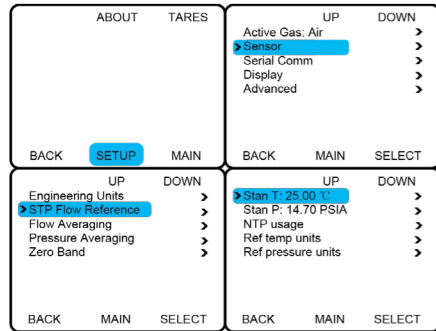 ABOUT TARES
BACK SETUP MAIN
UP DOWN
Active Gas: Air >
>Sensor >
Serial Comm >
Display >
Advanced >
BACK MAIN SELECT
UP DOWN
Engineering Units >
>STP Flow Reference >
Flow Averaging >
Pressure Averaging >
Zero Band >
BACK MAIN SELECT
UP DOWN
>Stan T: 25.00 ℃ >
Stan P: 14.70 PSIA >
NTP usage >
Ref temp units >
Ref pressure units >
BACK MAIN SELECT